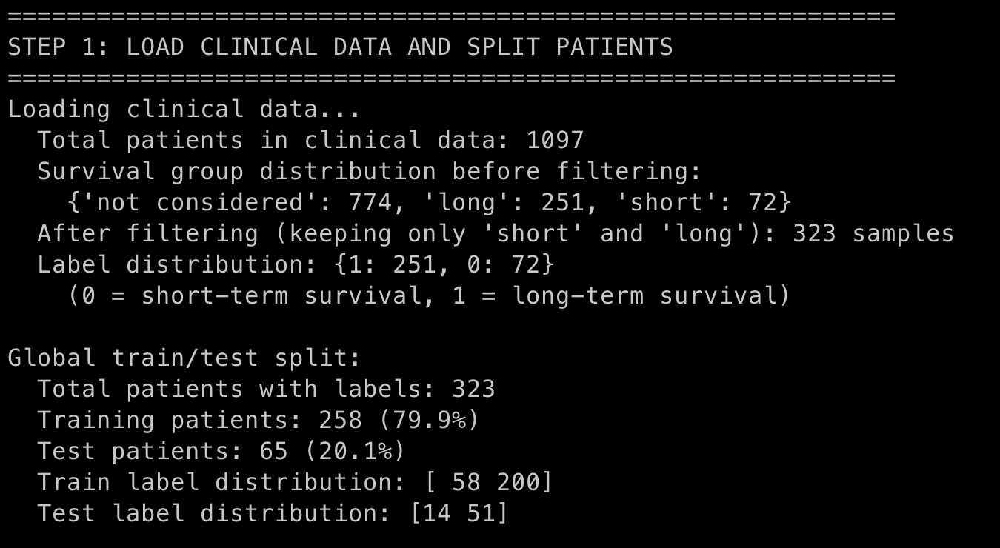 ============================================================
STEP 1: LOAD CLINICAL DATA AND SPLIT PATIENTS
============================================================
Loading clinical data...
  Total patients in clinical data: 1097
  Survival group distribution before filtering:
    {'not considered': 774, 'long': 251, 'short': 72}
  After filtering (keeping only 'short' and 'long'): 323 samples
  Label distribution: {1: 251, 0: 72}
    (0 = short-term survival, 1 = long-term survival)

Global train/test split:
  Total patients with labels: 323
  Training patients: 258 (79.9%)
  Test patients: 65 (20.1%)
  Train label distribution: [ 58 200]
  Test label distribution: [14 51]